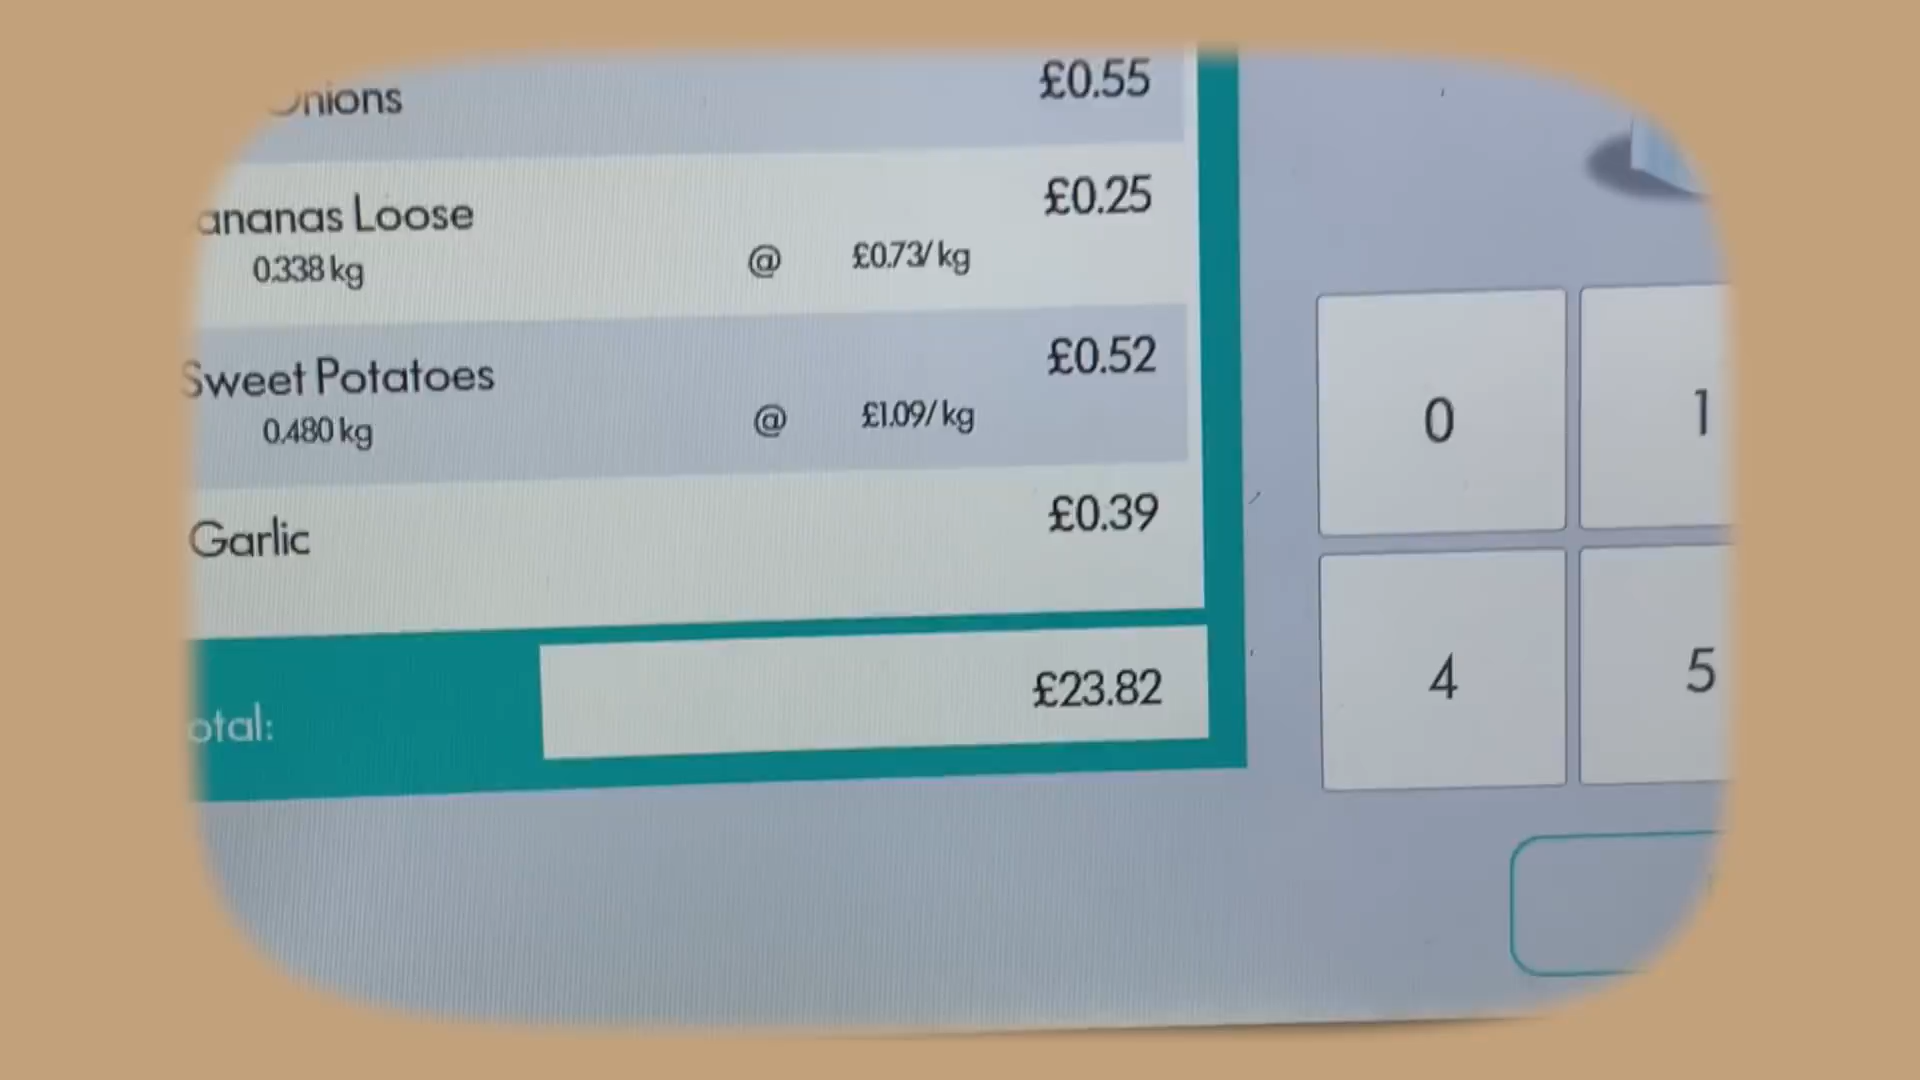 Onions £0.55
ananas Loose £0.25
0.338 kg @ £0.73/kg
Sweet Potatoes £0.52
0.480 kg @ £1.09/kg
Garlic £0.39
otal: £23.82
0 1
4 5